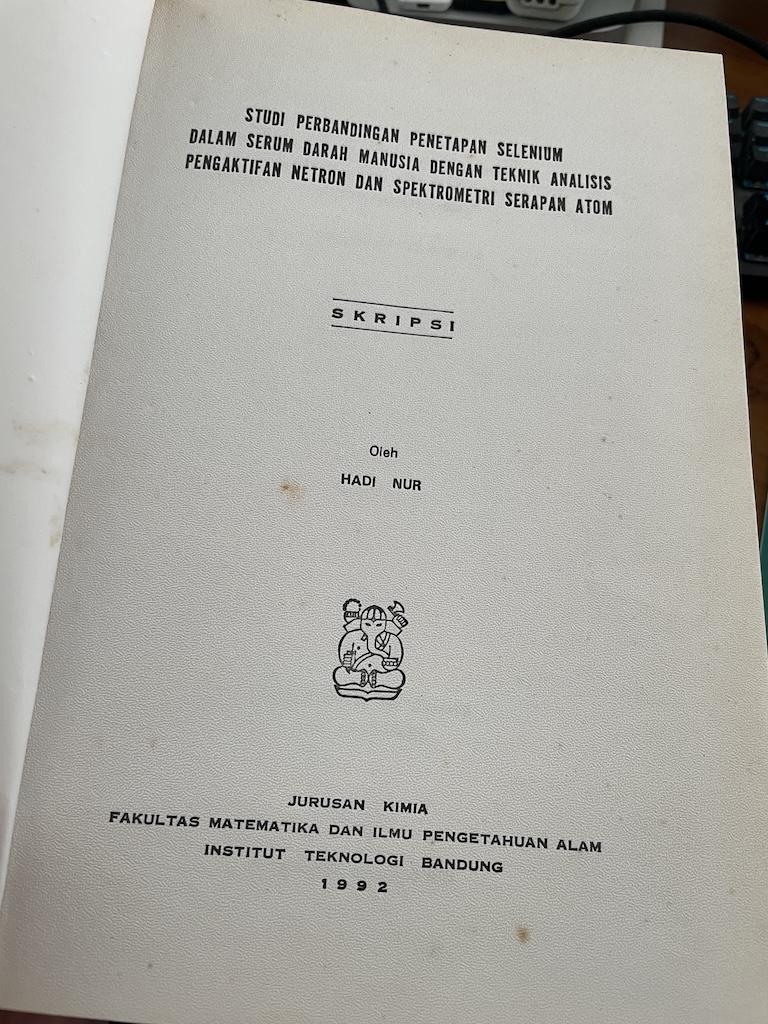 STUDI PERBANDINGAN PENETAPAN SELENIUM
DALAM SERUM DARAH MANUSIA DENGAN TEKNIK ANALISIS
PENGAKTIFAN NETRON DAN SPEKTROMETRI SERAPAN ATOM
SKRIPSI
Oleh
HADI NUR
JURUSAN KIMIA
FAKULTAS MATEMATIKA DAN ILMU PENGETAHUAN ALAM
INSTITUT TEKNOLOGI BANDUNG
1992